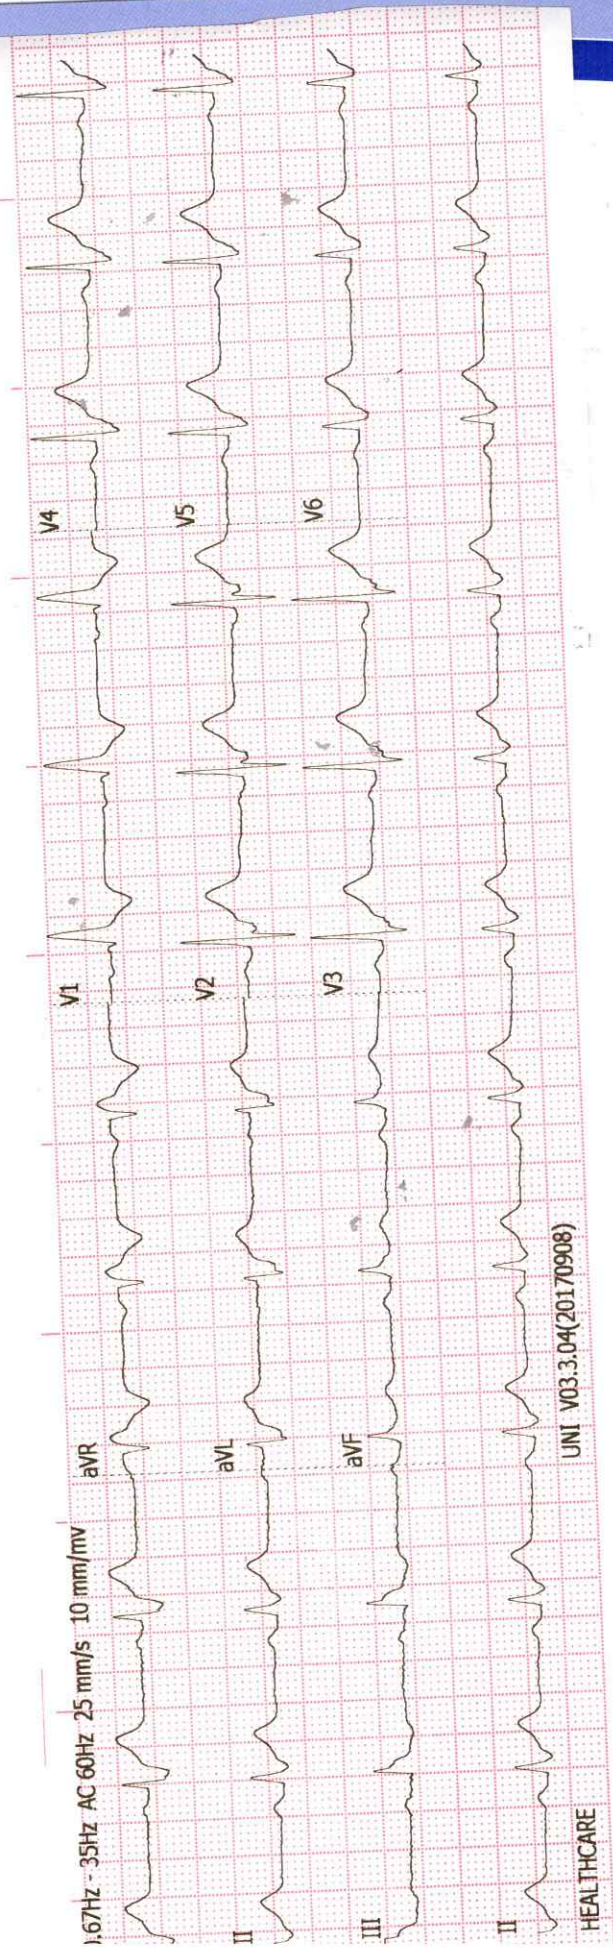 ).67Hz - 35Hz AC 60Hz 25 mm/s 10 mm/mv
aVR
V1
V4
II
aVL
V2
V5
III
aVF
V3
V6
II
HEALTHCARE
UNI V03.3.04(20170908)